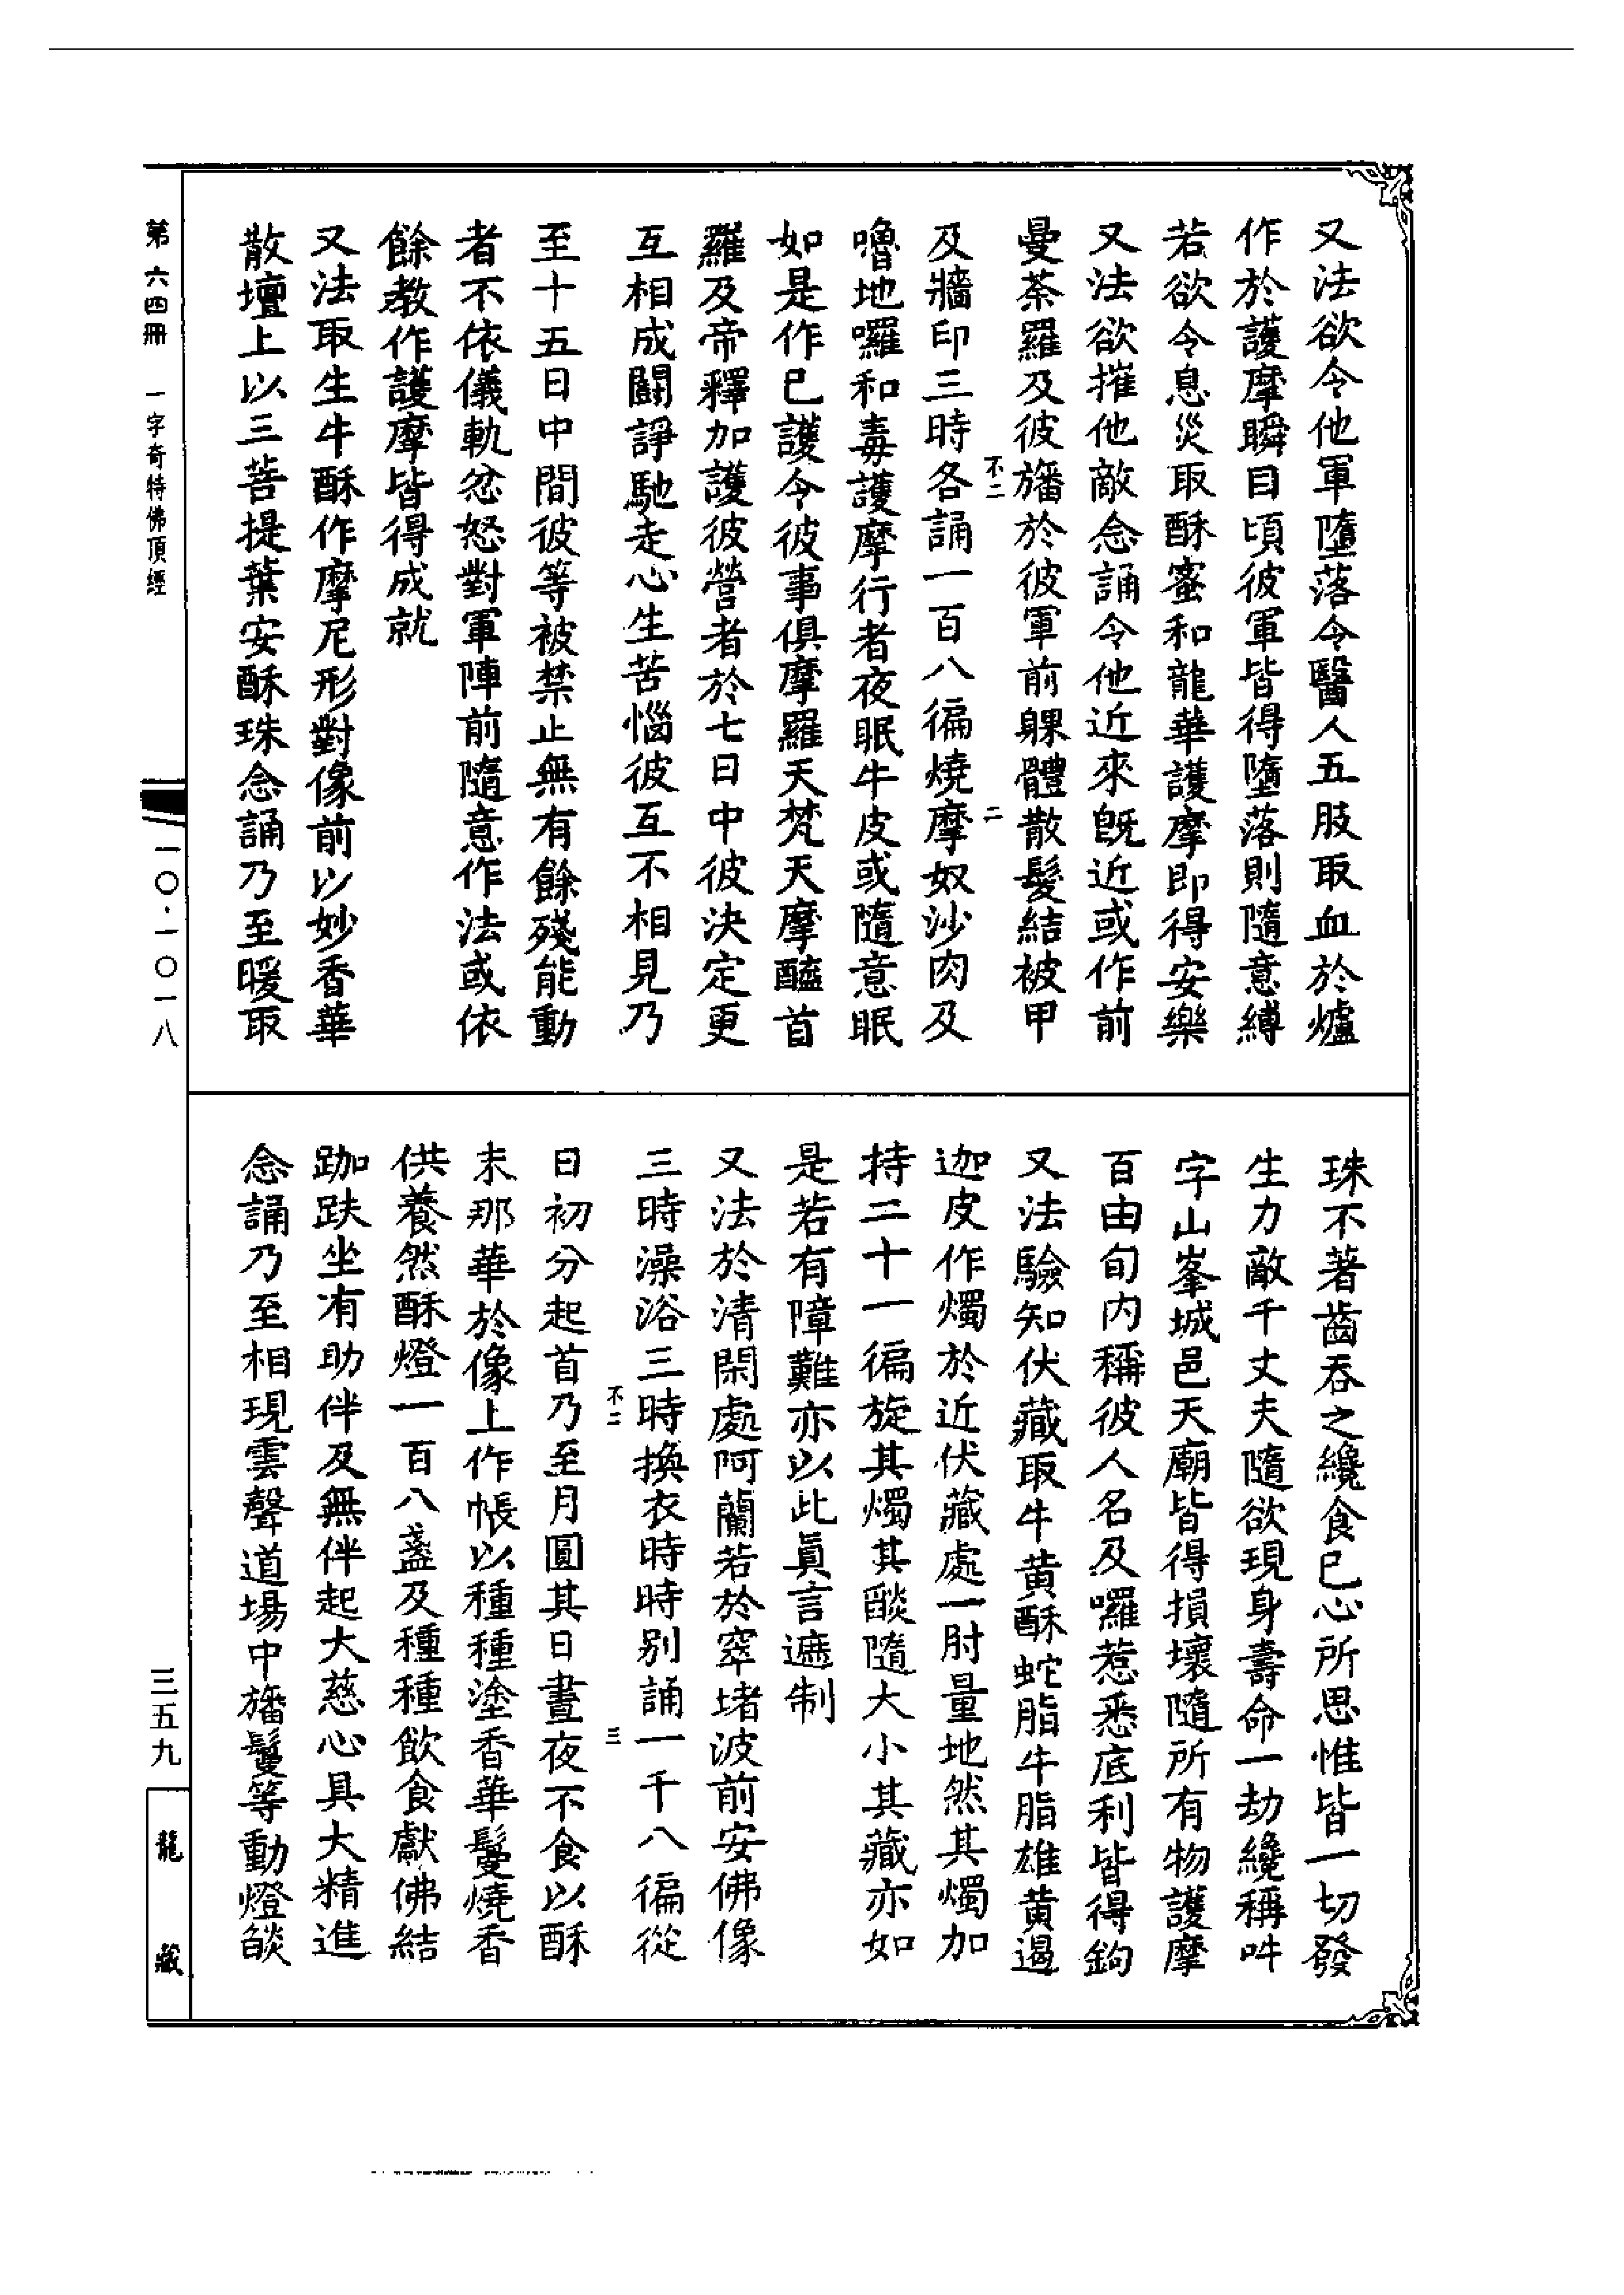 又法欲令他軍墮落令醫人五肢取血於爐
作於護摩瞬目頃彼軍皆得墮落則隨意縛
若欲令息災取酥蜜和龍華護摩即得安樂
又法欲摧他敵念誦令他近來旣近或作前
曼荼羅及彼旛於彼軍前躶體散髮結被甲
不二
二
及牆印三時各誦一百八徧燒摩奴沙肉及
嚕地囉和毒護摩行者夜眠牛皮或隨意眠
如是作已護令彼事俱摩羅天梵天摩醯首
羅及帝釋加護彼營者於七日中彼決定更
互相成鬬諍馳走心生苦惱彼互不相見乃
至十五日中間彼等被禁止無有餘殘能動
者不依儀軌忿怒對軍陣前隨意作法或依
餘教作護摩皆得成就
又法取生牛酥作摩尼形對像前以妙香華
散壇上以三菩提葉安酥珠念誦乃至暖取
珠不著齒吞之纔食已心所思惟皆一切發
生力敵千丈夫隨欲現身壽命一劫纔稱吽
字山峯城邑天廟皆得損壞隨所有物護摩
百由旬內稱彼人名及囉惹悉底利皆得鉤
又法驗知伏藏取牛黃酥蛇脂牛脂雄黃遏
迦皮作燭於近伏藏處一肘量地然其燭加
持二十一徧旋其燭其燄隨大小其藏亦如
是若有障難亦以此眞言遮制
又法於清閑處阿蘭若於窣堵波前安佛像
三時澡浴三時換衣時時別誦一千八徧從
不二
三
日初分起首乃至月圓其日晝夜不食以酥
末那華於像上作帳以種種塗香華鬘燒香
供養然酥燈一百八盞及種種飲食獻佛結
跏趺坐有助伴及無伴起大慈心具大精進
念誦乃至相現雲聲道場中旛鬘等動燈燄
第六四冊 一字奇特佛頂經
一〇·一〇一八
三五九
龍藏